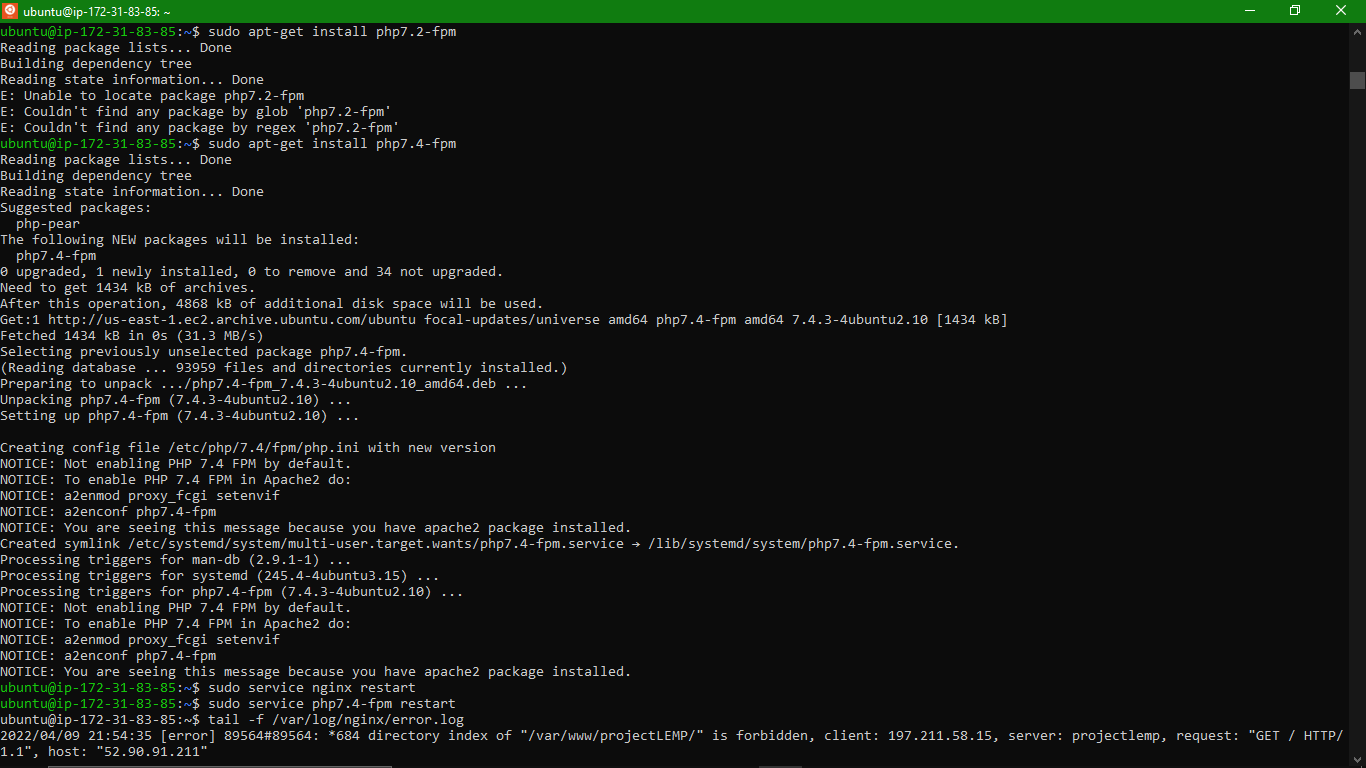 ubuntu@ip-172-31-83-85: ~
ubuntu@ip-172-31-83-85:~$ sudo apt-get install php7.2-fpm
Reading package lists... Done
Building dependency tree
Reading state information... Done
E: Unable to locate package php7.2-fpm
E: Couldn't find any package by glob 'php7.2-fpm'
E: Couldn't find any package by regex 'php7.2-fpm'
ubuntu@ip-172-31-83-85:~$ sudo apt-get install php7.4-fpm
Reading package lists... Done
Building dependency tree
Reading state information... Done
Suggested packages:
  php-pear
The following NEW packages will be installed:
  php7.4-fpm
0 upgraded, 1 newly installed, 0 to remove and 34 not upgraded.
Need to get 1434 kB of archives.
After this operation, 4868 kB of additional disk space will be used.
Get:1 http://us-east-1.ec2.archive.ubuntu.com/ubuntu focal-updates/universe amd64 php7.4-fpm amd64 7.4.3-4ubuntu2.10 [1434 kB]
Fetched 1434 kB in 0s (31.3 MB/s)
Selecting previously unselected package php7.4-fpm.
(Reading database ... 93959 files and directories currently installed.)
Preparing to unpack .../php7.4-fpm_7.4.3-4ubuntu2.10_amd64.deb ...
Unpacking php7.4-fpm (7.4.3-4ubuntu2.10) ...
Setting up php7.4-fpm (7.4.3-4ubuntu2.10) ...

Creating config file /etc/php/7.4/fpm/php.ini with new version
NOTICE: Not enabling PHP 7.4 FPM by default.
NOTICE: To enable PHP 7.4 FPM in Apache2 do:
NOTICE: a2enmod proxy_fcgi setenvif
NOTICE: a2enconf php7.4-fpm
NOTICE: You are seeing this message because you have apache2 package installed.
Created symlink /etc/systemd/system/multi-user.target.wants/php7.4-fpm.service → /lib/systemd/system/php7.4-fpm.service.
Processing triggers for man-db (2.9.1-1) ...
Processing triggers for systemd (245.4-4ubuntu3.15) ...
Processing triggers for php7.4-fpm (7.4.3-4ubuntu2.10) ...
NOTICE: Not enabling PHP 7.4 FPM by default.
NOTICE: To enable PHP 7.4 FPM in Apache2 do:
NOTICE: a2enmod proxy_fcgi setenvif
NOTICE: a2enconf php7.4-fpm
NOTICE: You are seeing this message because you have apache2 package installed.
ubuntu@ip-172-31-83-85:~$ sudo service nginx restart
ubuntu@ip-172-31-83-85:~$ sudo service php7.4-fpm restart
ubuntu@ip-172-31-83-85:~$ tail -f /var/log/nginx/error.log
2022/04/09 21:54:35 [error] 89564#89564: *684 directory index of "/var/www/projectLEMP/" is forbidden, client: 197.211.58.15, server: projectlemp, request: "GET / HTTP/
1.1", host: "52.90.91.211"